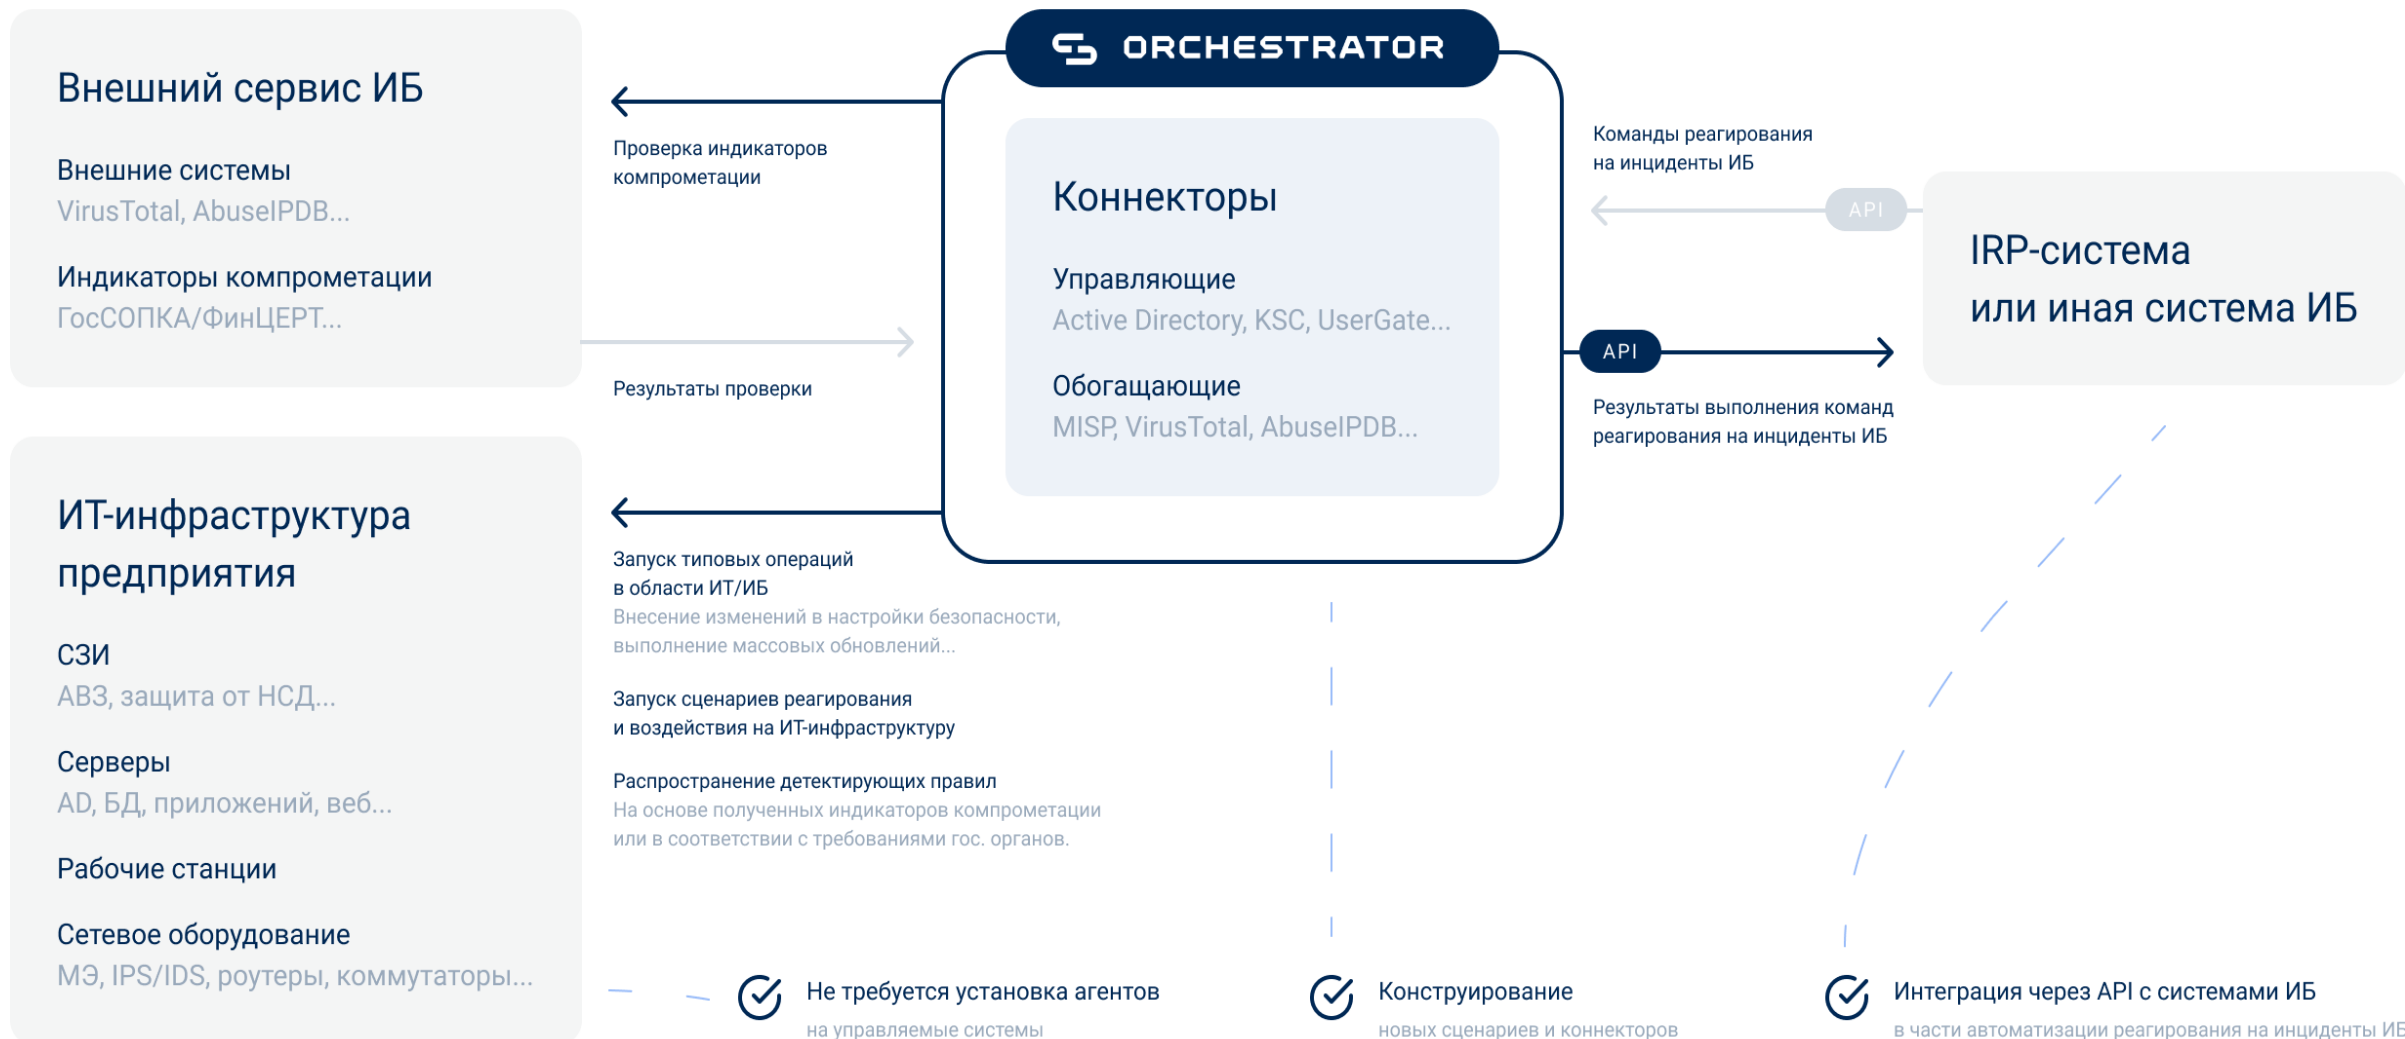 Внешний сервис ИБ
Внешние системы
VirusTotal, AbuseIPDB...
Индикаторы компрометации
ГосСОПКА/ФинЦЕРТ...
ИТ-инфраструктура
предприятия
СЗИ
АВЗ, защита от НСД...
Серверы
AD, БД, приложений, веб...
Рабочие станции
Сетевое оборудование
МЭ, IPS/IDS, роутеры, коммутаторы...
Проверка индикаторов
компрометации
Результаты проверки
Запуск типовых операций
в области ИТ/ИБ
Внесение изменений в настройки безопасности,
выполнение массовых обновлений...
Запуск сценариев реагирования
и воздействия на ИТ-инфраструктуру
Распространение детектирующих правил
На основе полученных индикаторов компрометации
или в соответствии с требованиями гос. органов.
ORCHESTRATOR
Коннекторы
Управляющие
Active Directory, KSC, UserGate...
Обогащающие
MISP, VirusTotal, AbuseIPDB...
Команды реагирования
на инциденты ИБ
API
API
Результаты выполнения команд
реагирования на инциденты ИБ
IRP-система
или иная система ИБ
Не требуется установка агентов
на управляемые системы
Конструирование
новых сценариев и коннекторов
Интеграция через API с системами ИБ
в части автоматизации реагирования на инциденты ИБ